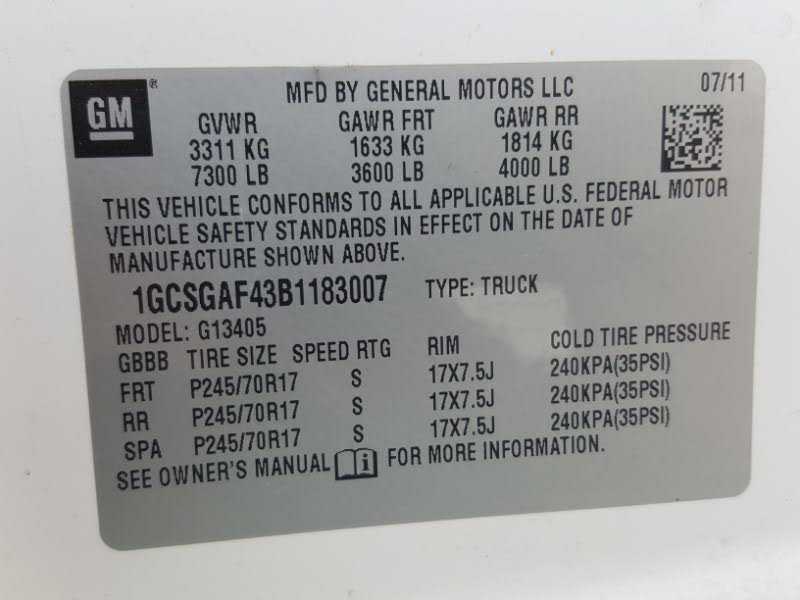 GM®
MFD BY GENERAL MOTORS LLC 07/11
GVWR GAWR FRT GAWR RR
3311 KG 1633 KG 1814 KG
7300 LB 3600 LB 4000 LB
THIS VEHICLE CONFORMS TO ALL APPLICABLE U.S. FEDERAL MOTOR
VEHICLE SAFETY STANDARDS IN EFFECT ON THE DATE OF
MANUFACTURE SHOWN ABOVE.
1GCSGAF43B1183007 TYPE: TRUCK
MODEL: G13405
GBBB TIRE SIZE SPEED RTG RIM COLD TIRE PRESSURE
FRT P245/70R17 S 17X7.5J 240KPA(35PSI)
RR P245/70R17 S 17X7.5J 240KPA(35PSI)
SPA P245/70R17 S 17X7.5J 240KPA(35PSI)
SEE OWNER'S MANUAL i FOR MORE INFORMATION.